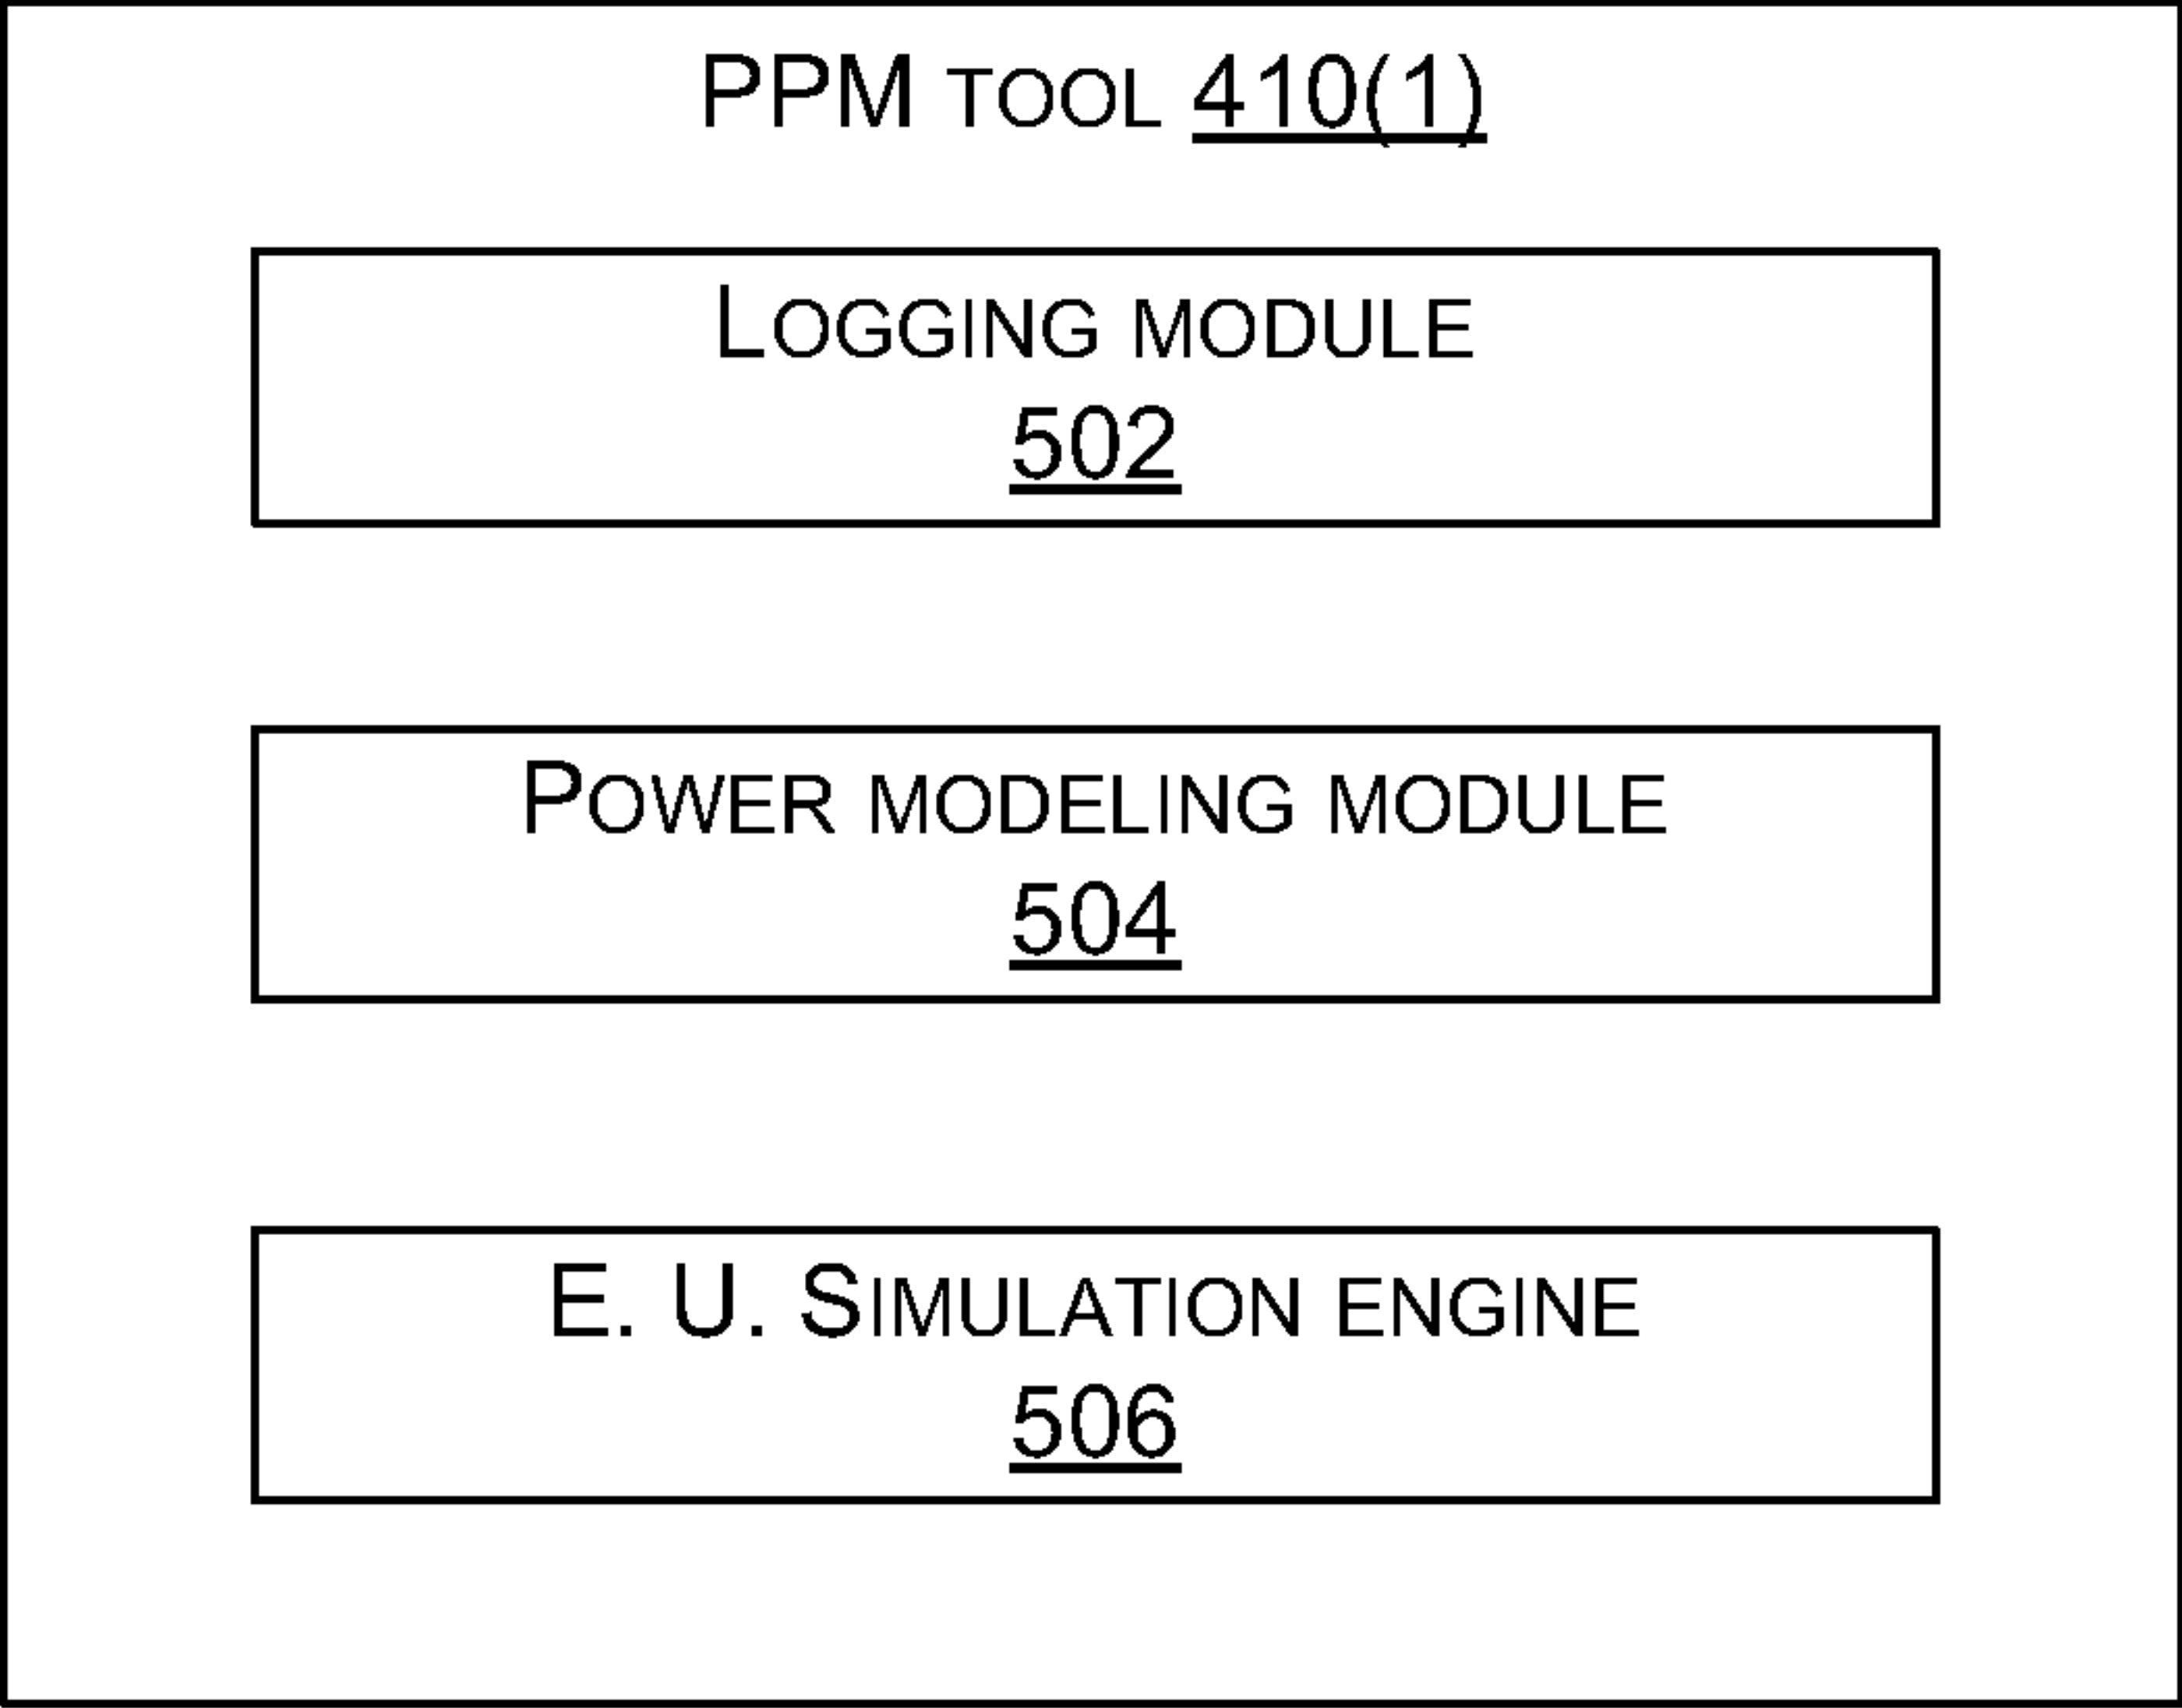 PPM TOOL 410(1)
LOGGING MODULE
502
POWER MODELING MODULE
504
E. U. SIMULATION ENGINE
506